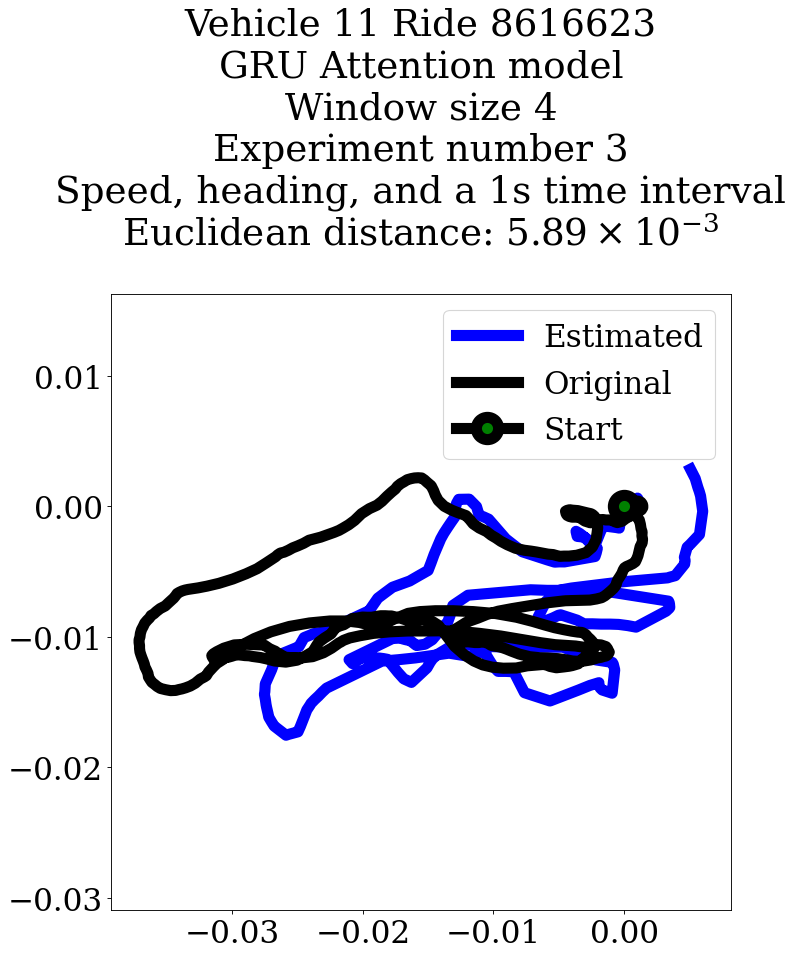 Vehicle 11 Ride 8616623
GRU Attention model
Window size 4
Experiment number 3
Speed, heading, and a 1s time interval
Euclidean distance: 5.89 × 10⁻³
Estimated
Original
Start
0.01
0.00
−0.01
−0.02
−0.03
−0.03 −0.02 −0.01 0.00